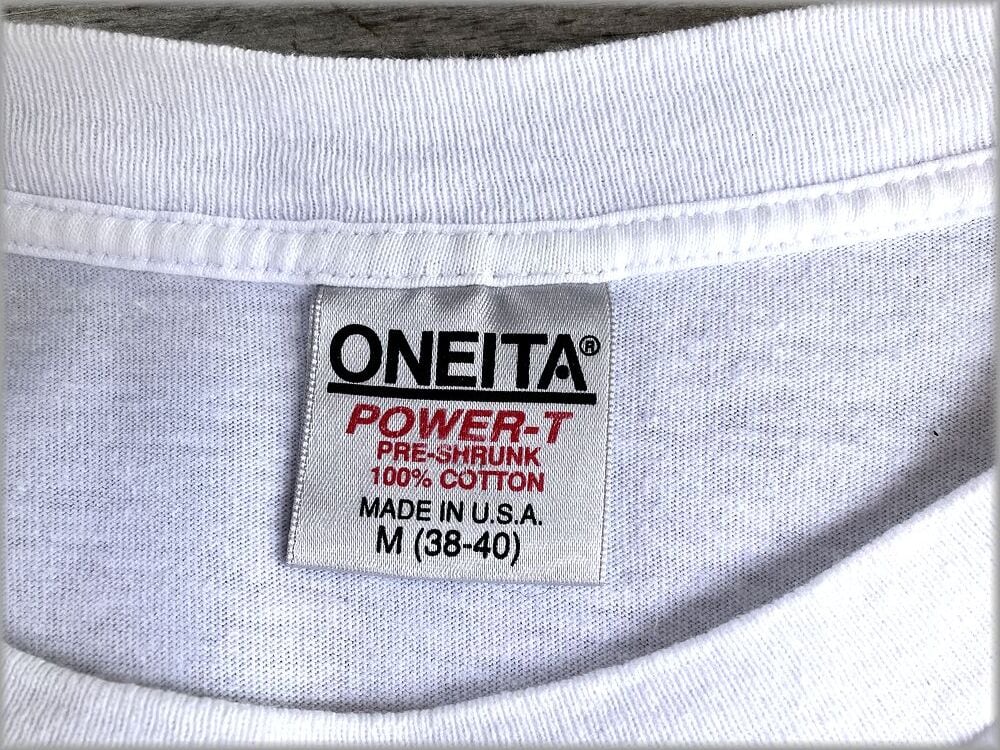 ONEITA®
POWER-T
PRE-SHRUNK
100% COTTON
MADE IN U.S.A.
M (38-40)